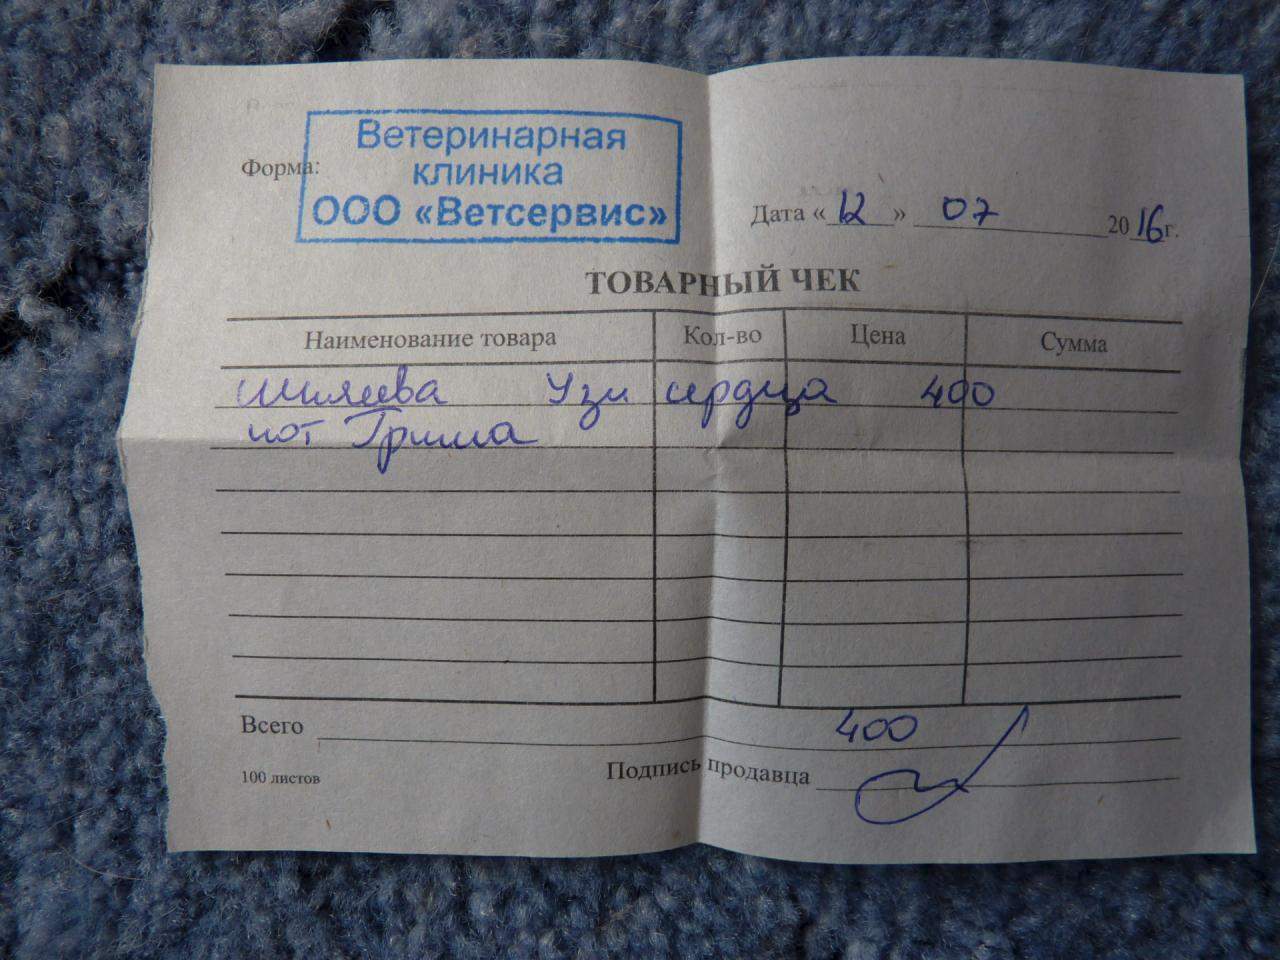 Ветеринарная
клиника
ООО «Ветсервис»
Форма:
Дата «12» 07 2016г.
ТОВАРНЫЙ ЧЕК
Наименование товара Кол-во Цена Сумма
Шиляева Узи сердца 400
кот Грима
Всего 400
100 листов Подпись продавца